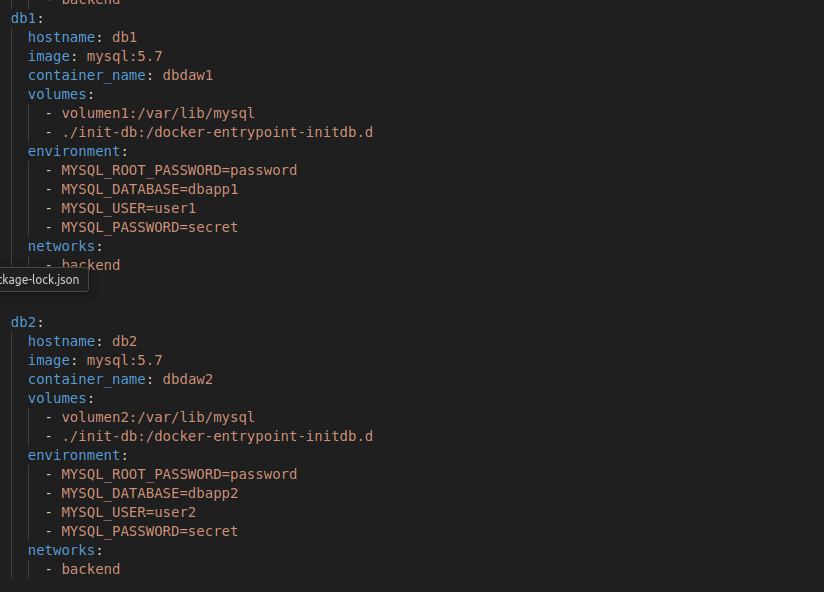 - backend
db1:
hostname: db1
image: mysql:5.7
container_name: dbdaw1
volumes:
- volumen1:/var/lib/mysql
- ./init-db:/docker-entrypoint-initdb.d
environment:
- MYSQL_ROOT_PASSWORD=password
- MYSQL_DATABASE=dbapp1
- MYSQL_USER=user1
- MYSQL_PASSWORD=secret
networks:
- backend
ckage-lock.json
db2:
hostname: db2
image: mysql:5.7
container_name: dbdaw2
volumes:
- volumen2:/var/lib/mysql
- ./init-db:/docker-entrypoint-initdb.d
environment:
- MYSQL_ROOT_PASSWORD=password
- MYSQL_DATABASE=dbapp2
- MYSQL_USER=user2
- MYSQL_PASSWORD=secret
networks:
- backend